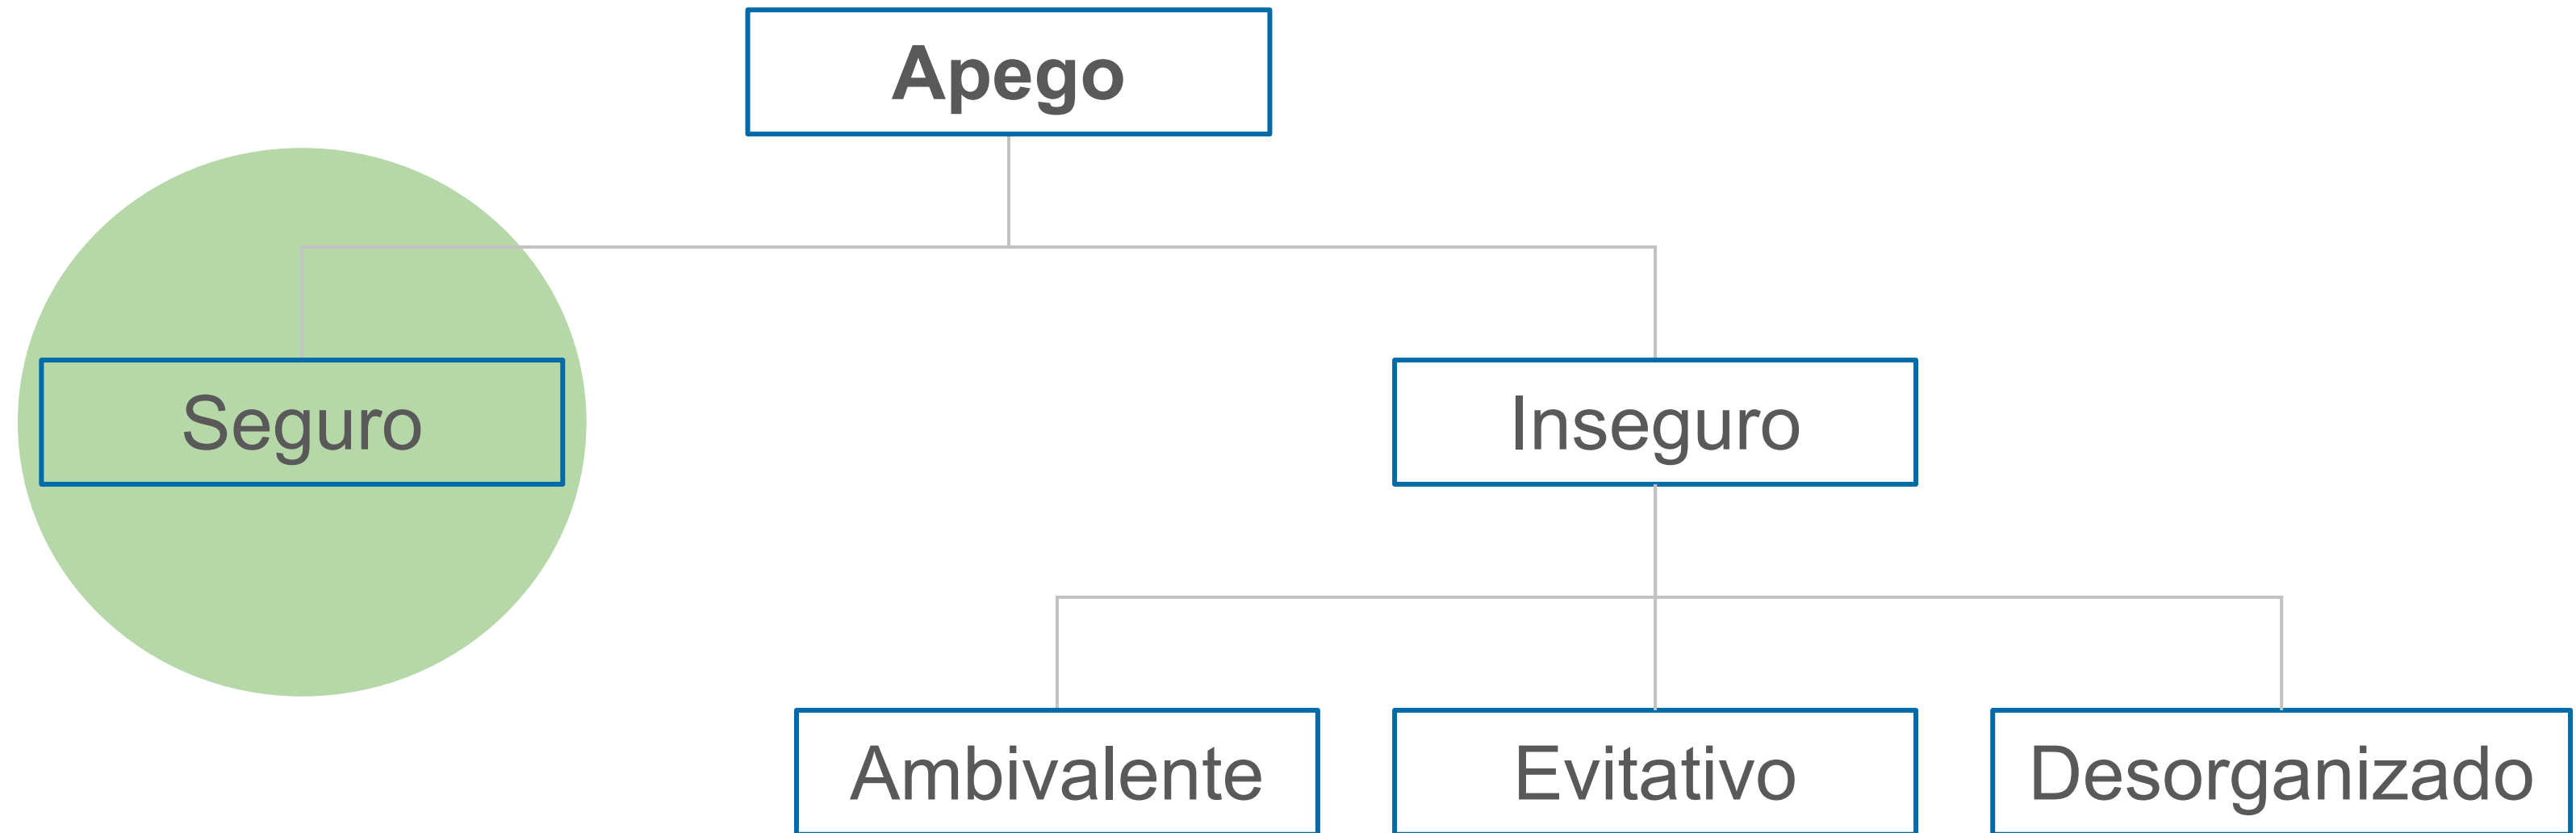 Apego
Seguro
Inseguro
Ambivalente
Evitativo
Desorganizado